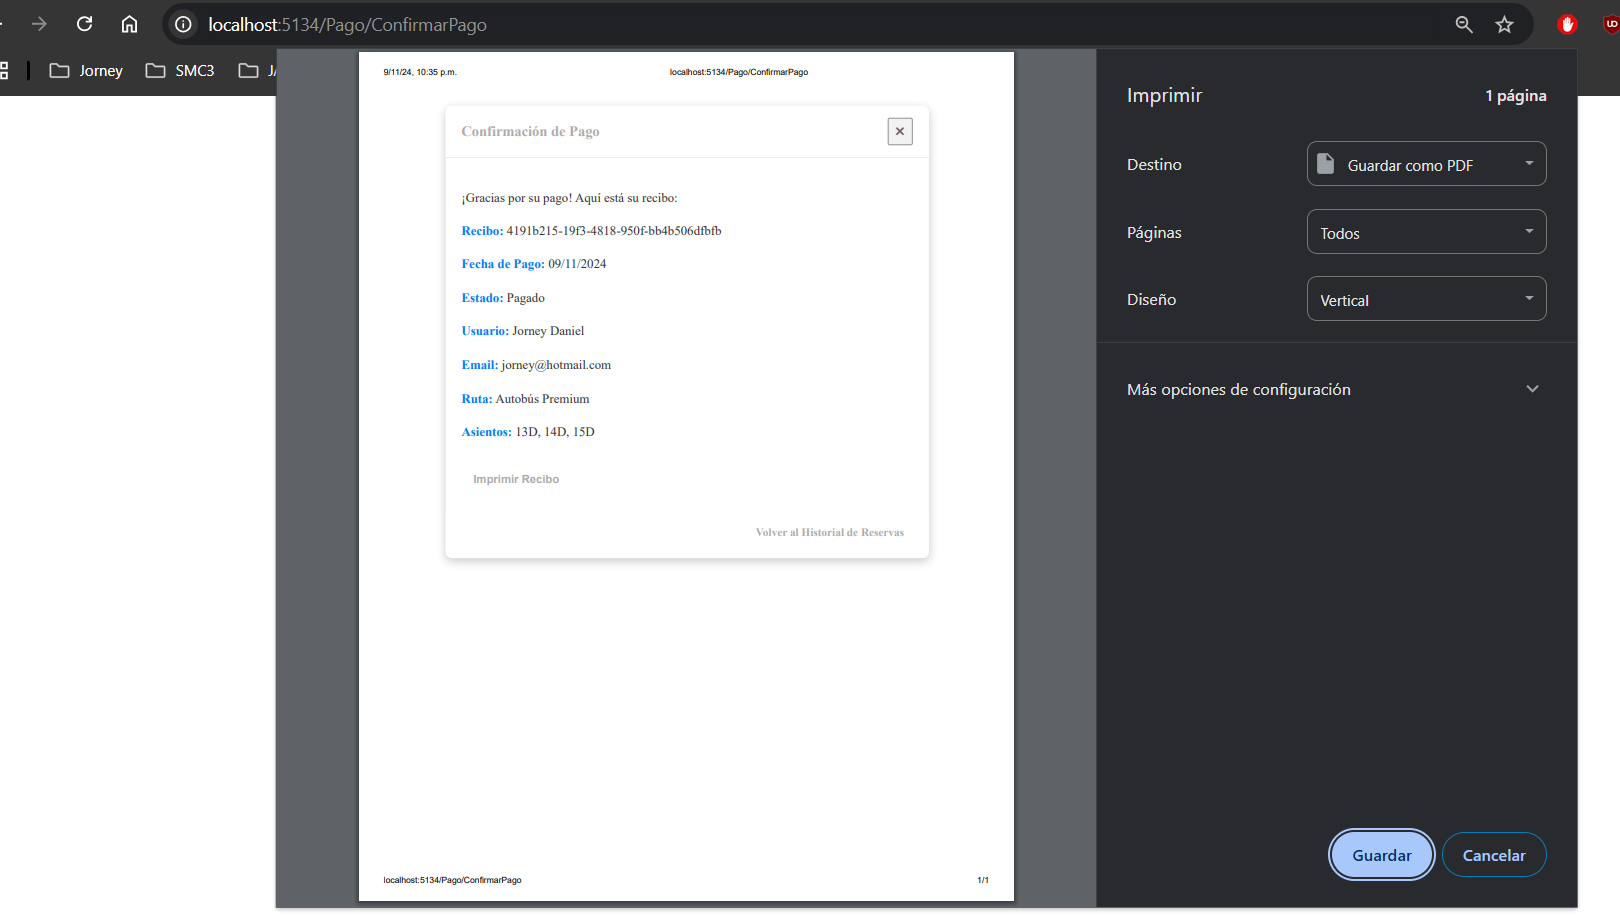 localhost:5134/Pago/ConfirmarPago
Jorney
SMC3
9/11/24, 10:35 p.m.
localhost:5134/Pago/ConfirmarPago
Confirmación de Pago
×
¡Gracias por su pago! Aquí está su recibo:
Recibo: 4191b215-19f3-4818-950f-bb4b506dfbfb
Fecha de Pago: 09/11/2024
Estado: Pagado
Usuario: Jorney Daniel
Email: jorney@hotmail.com
Ruta: Autobús Premium
Asientos: 13D, 14D, 15D
Imprimir Recibo
Volver al Historial de Reservas
localhost:5134/Pago/ConfirmarPago
1/1
Imprimir
1 página
Destino
Guardar como PDF
Páginas
Todos
Diseño
Vertical
Más opciones de configuración
Guardar
Cancelar